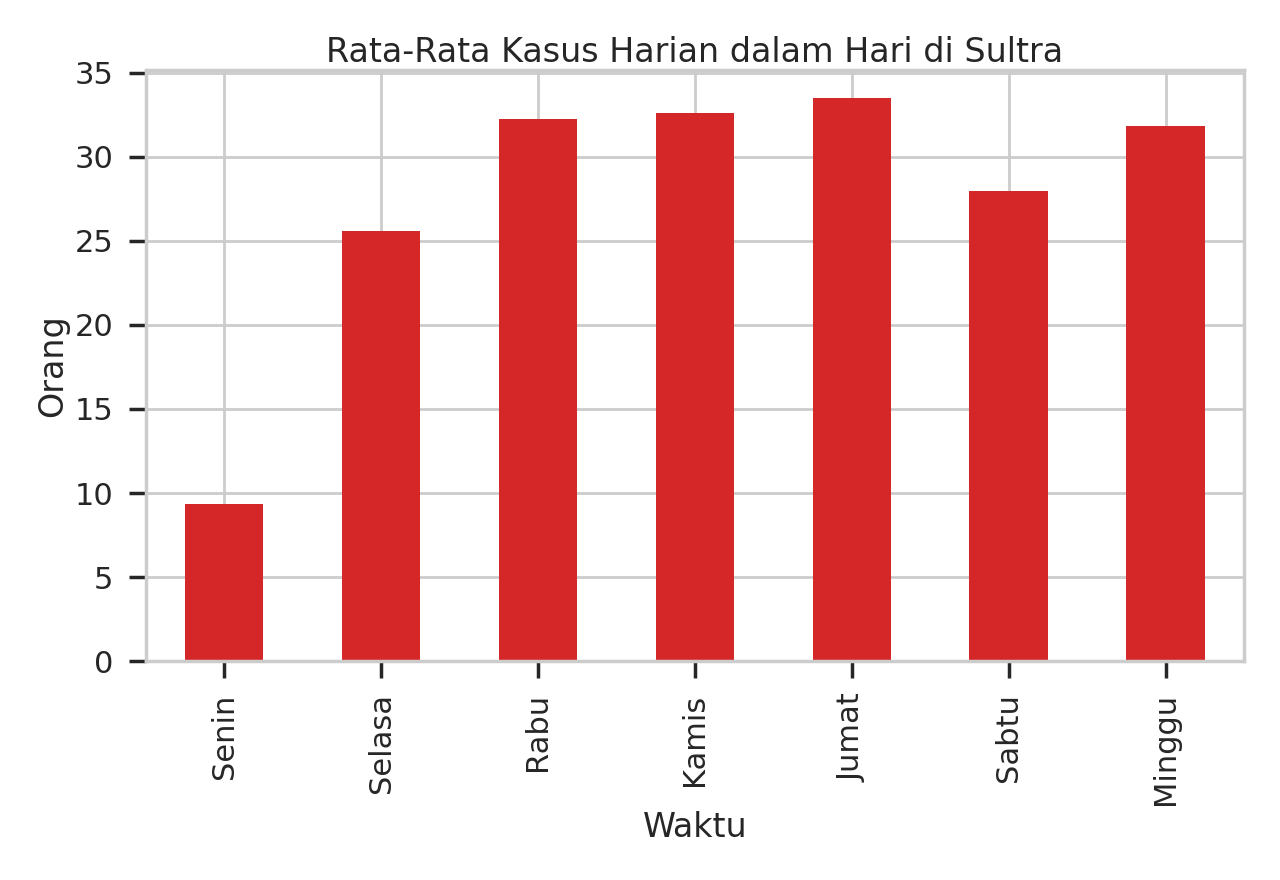 Rata-Rata Kasus Harian dalam Hari di Sultra
35
30
25
20
15
10
5
0
Orang
Senin
Selasa
Rabu
Kamis
Jumat
Sabtu
Minggu
Waktu